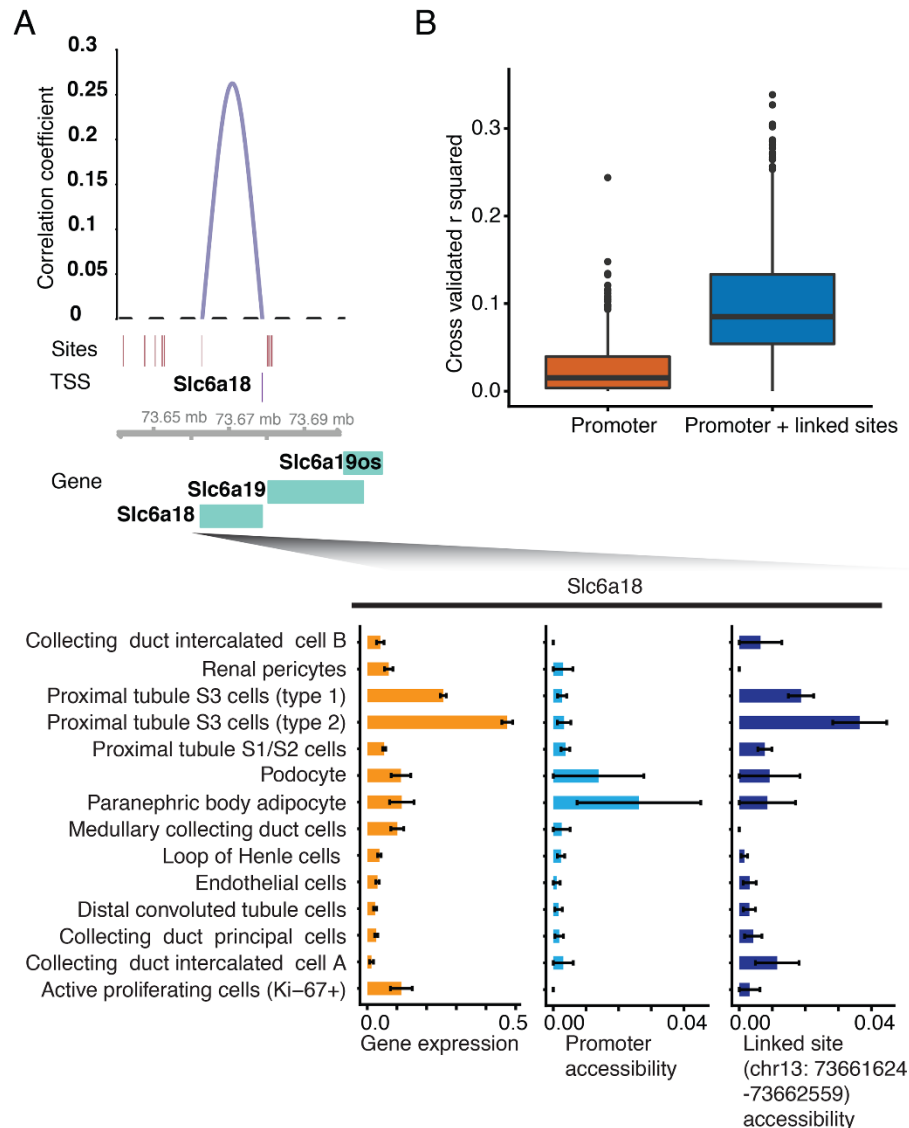 A
B
Correlation coefficient
0.3
0.25
0.2
0.15
0.1
0.05
0
Sites
TSS
Slc6a18
73.65 mb
73.67 mb
73.69 mb
Gene
Slc6a19os
Slc6a19
Slc6a18
Cross validated r squared
0.3
0.2
0.1
0.0
Promoter
Promoter + linked sites
Slc6a18
Collecting duct intercalated cell B
Renal pericytes
Proximal tubule S3 cells (type 1)
Proximal tubule S3 cells (type 2)
Proximal tubule S1/S2 cells
Podocyte
Paranephric body adipocyte
Medullary collecting duct cells
Loop of Henle cells
Endothelial cells
Distal convoluted tubule cells
Collecting duct principal cells
Collecting duct intercalated cell A
Active proliferating cells (Ki−67+)
0.0
0.5
Gene expression
0.00
0.04
Promoter
accessibility
0.00
0.04
Linked site
(chr13: 73661624
-73662559)
accessibility